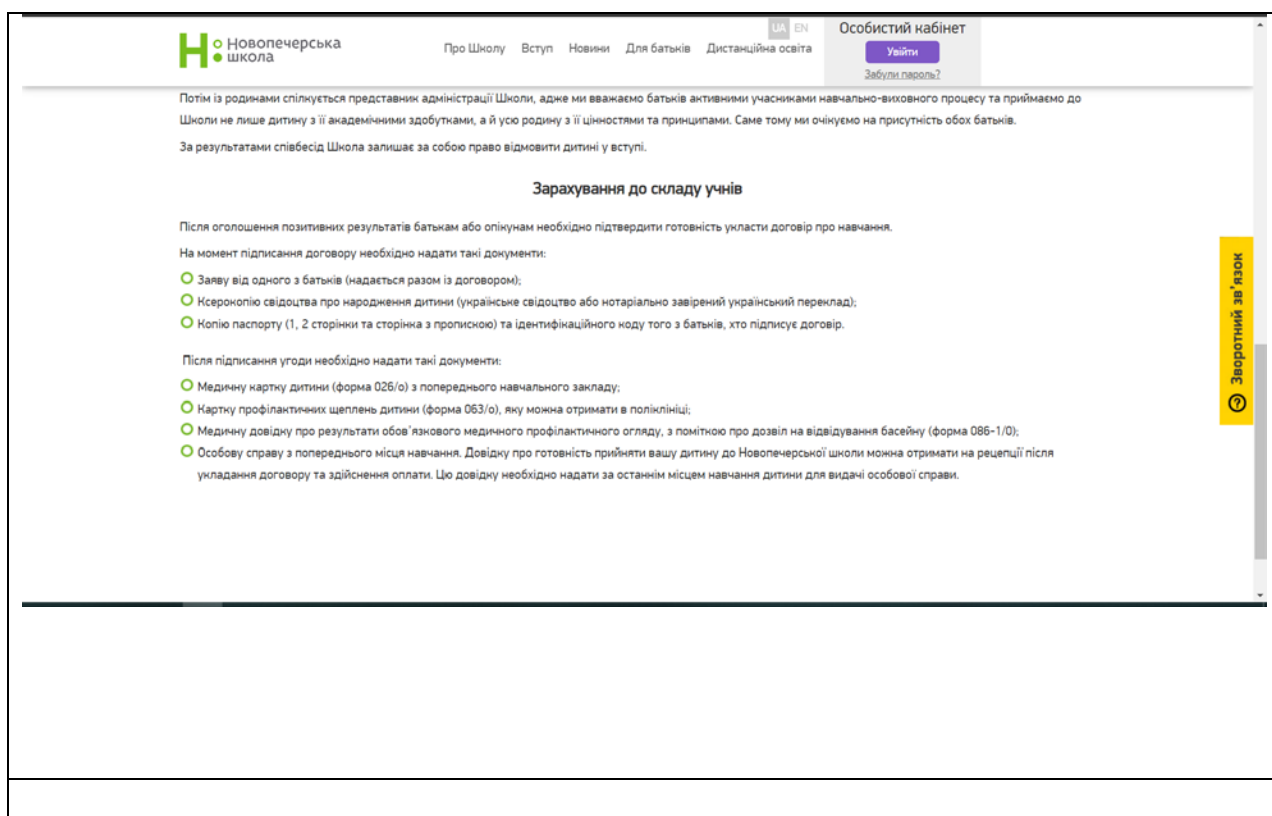 UA EN
Особистий кабінет
Новопечерська
школа
Про Школу Вступ Новини Для батьків Дистанційна освіта
Увійти
Забули пароль?
Потім із родинами спілкується представник адміністрації Школи, адже ми вважаємо батьків активними учасниками навчально-виховного процесу та приймаємо до
Школи не лише дитину з її академічними здобутками, а й усю родину з її цінностями та принципами. Саме тому ми очікуємо на присутність обох батьків.
За результатами співбесід Школа залишає за собою право відмовити дитині у вступі.
Зарахування до складу учнів
Після оголошення позитивних результатів батькам або опікунам необхідно підтвердити готовність укласти договір про навчання.
На момент підписання договору необхідно надати такі документи:
Заяву від одного з батьків (надається разом із договором);
Ксерокопію свідоцтва про народження дитини (українське свідоцтво або нотаріально завірений український переклад);
Копію паспорту (1, 2 сторінки та сторінка з пропискою) та ідентифікаційного коду того з батьків, хто підписує договір.
Після підписання угоди необхідно надати такі документи:
Медичну картку дитини (форма 026/о) з попереднього навчального закладу;
Картку профілактичних щеплень дитини (форма 063/о), яку можна отримати в поліклініці;
Медичну довідку про результати обов'язкового медичного профілактичного огляду, з поміткою про дозвіл на відвідування басейну (форма 086-1/0);
Особову справу з попереднього місця навчання. Довідку про готовність прийняти вашу дитину до Новопечерської школи можна отримати на рецепції після
укладання договору та здійснення оплати. Цю довідку необхідно надати за останнім місцем навчання дитини для видачі особової справи.
Зворотний зв'язок